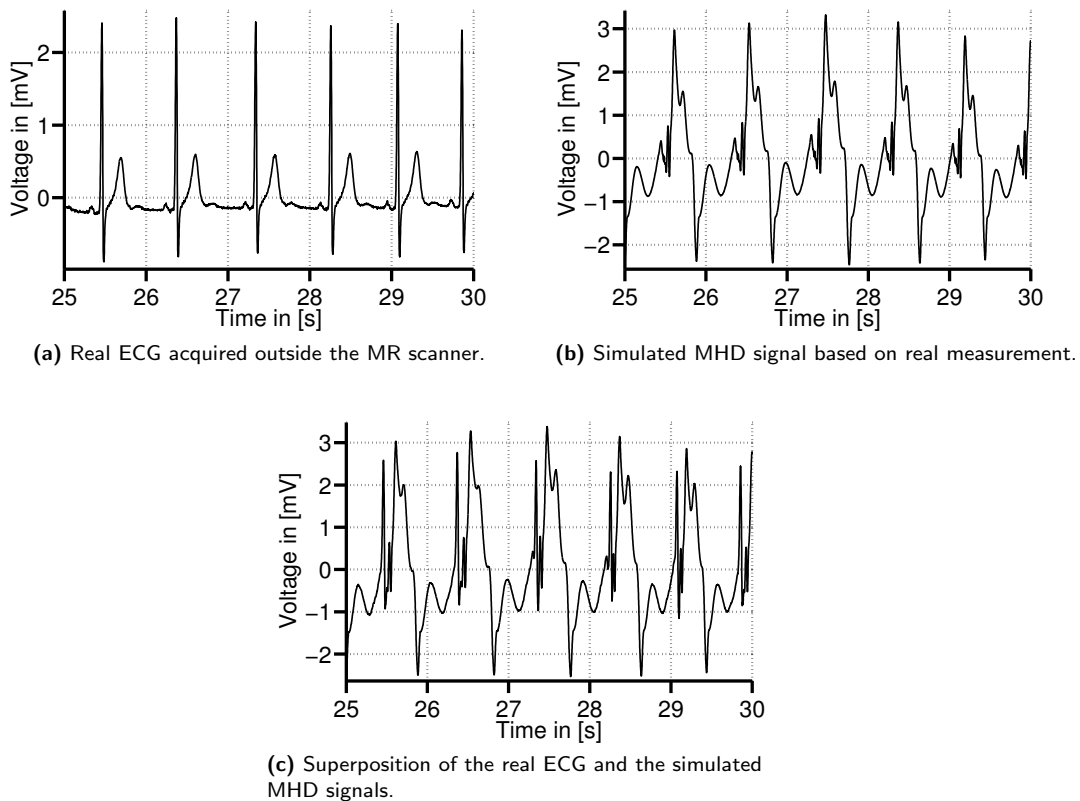 2
1
0
Voltage in [mV]
25 26 27 28 29 30
Time in [s]
(a) Real ECG acquired outside the MR scanner.
3
2
1
0
−1
−2
Voltage in [mV]
25 26 27 28 29 30
Time in [s]
(b) Simulated MHD signal based on real measurement.
3
2
1
0
−1
−2
Voltage in [mV]
25 26 27 28 29 30
Time in [s]
(c) Superposition of the real ECG and the simulated
MHD signals.